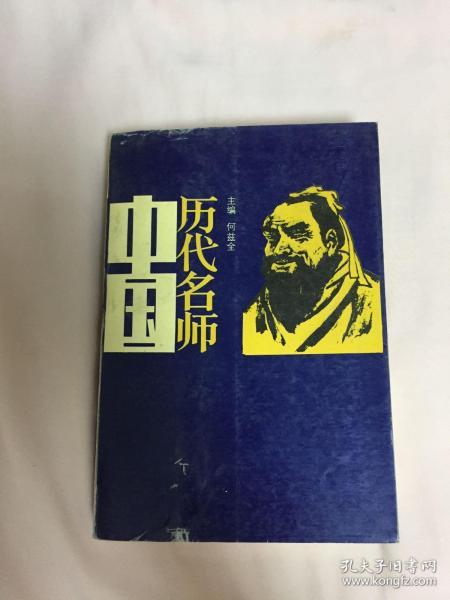 中国
历代名师
主编 何兹全
孔夫子旧书网
www.kongfz.com